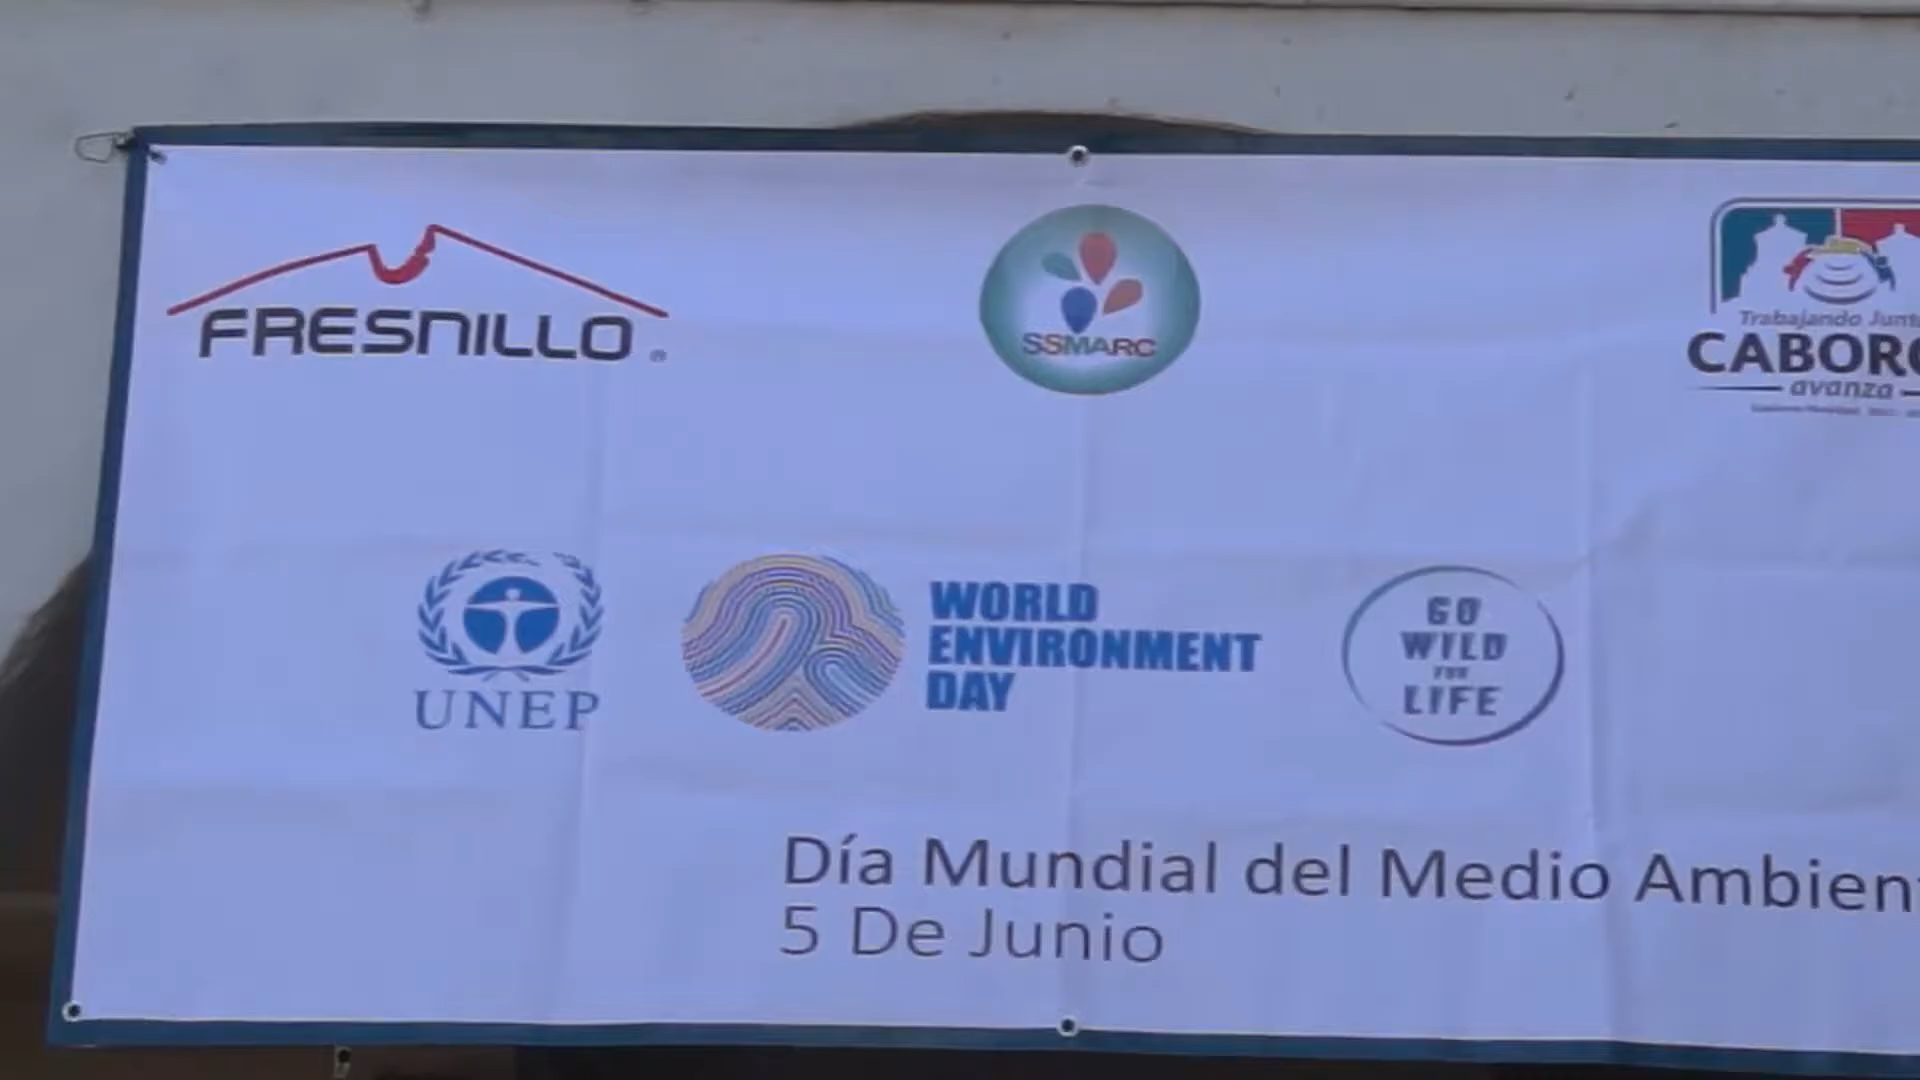 FRESNILLO
SSMARC
Trabajando Junt
CABORC
avanza
UNEP
WORLD
ENVIRONMENT
DAY
GO
WILD
FOR
LIFE
Día Mundial del Medio Ambient
5 De Junio